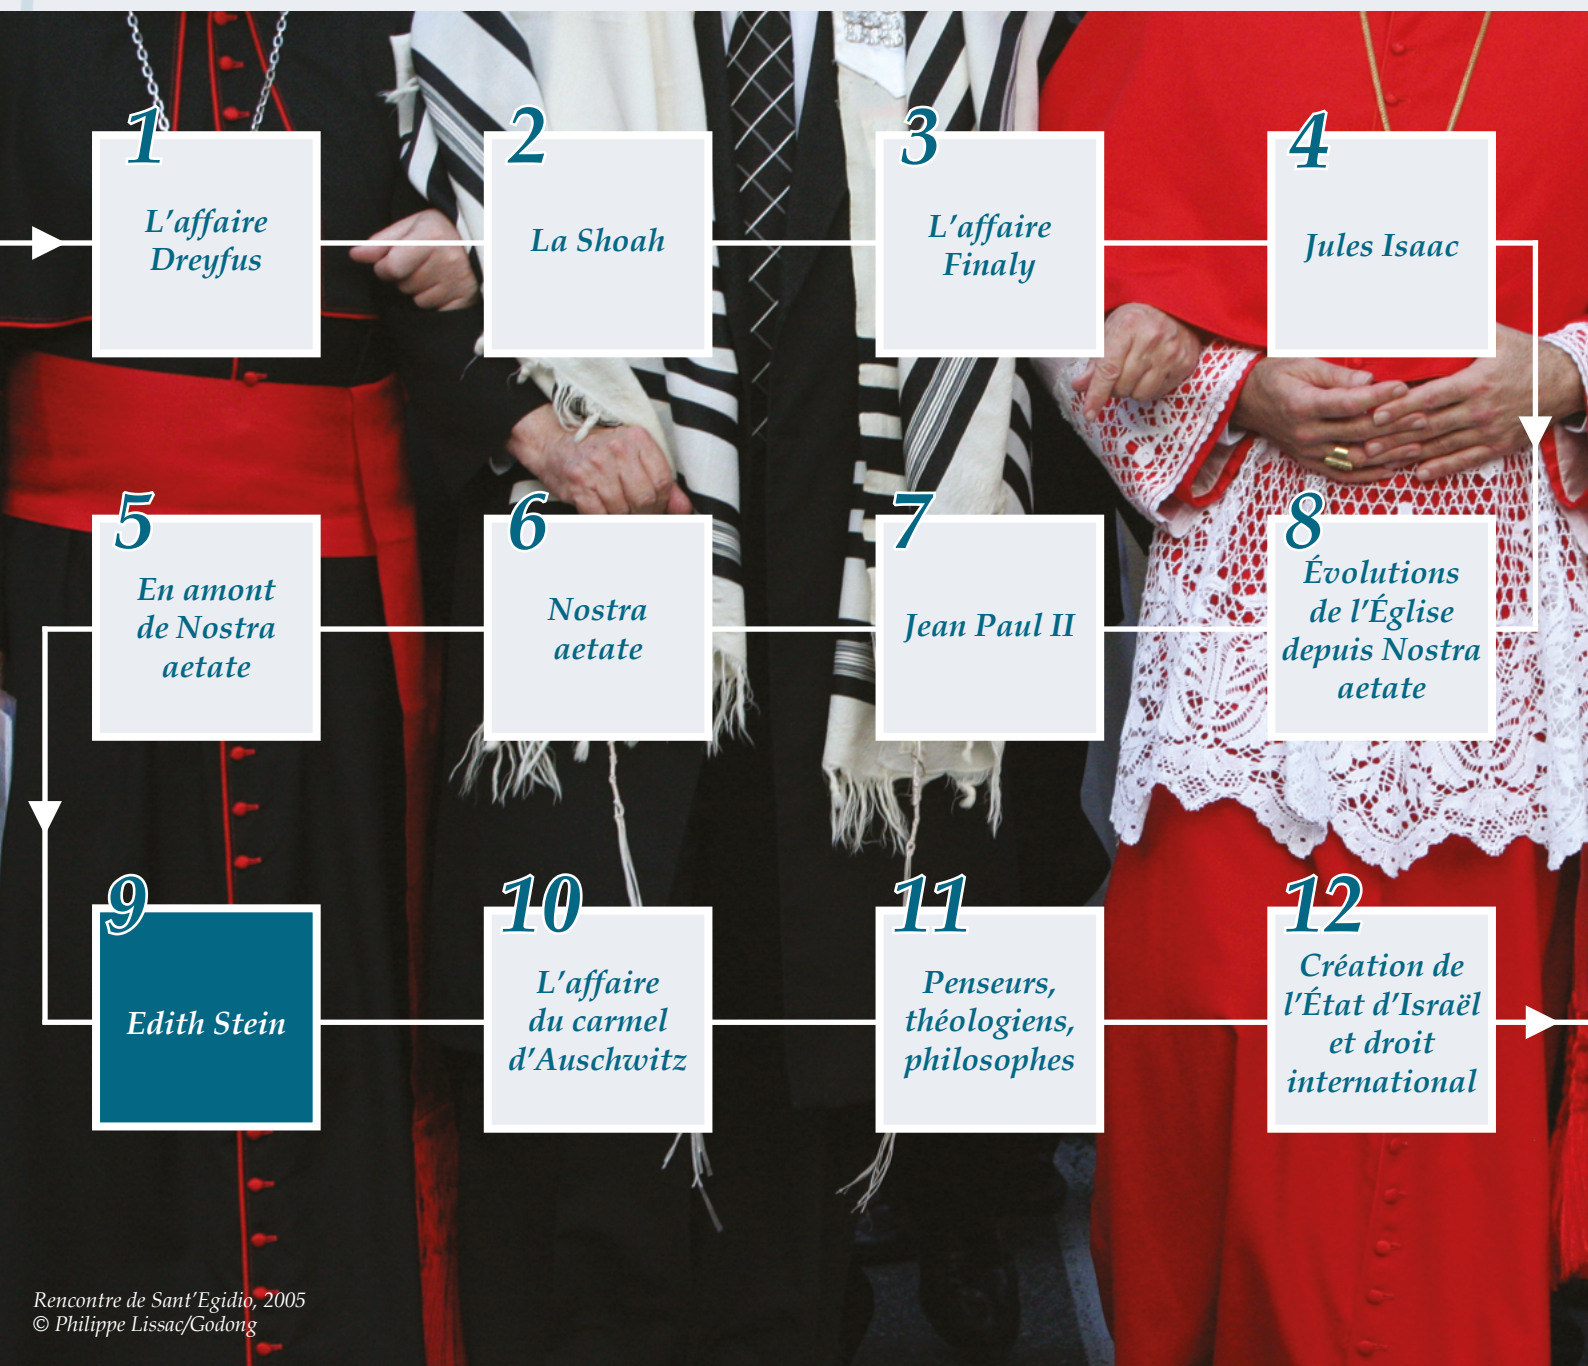 1
L'affaire
Dreyfus
2
La Shoah
3
L'affaire
Finaly
4
Jules Isaac
5
En amont
de Nostra
aetate
6
Nostra
aetate
7
Jean Paul II
8
Évolutions
de l'Église
depuis Nostra
aetate
9
Edith Stein
10
L'affaire
du carmel
d'Auschwitz
11
Penseurs,
théologiens,
philosophes
12
Création de
l'État d'Israël
et droit
international
Rencontre de Sant'Egidio, 2005
© Philippe Lissac/Godong